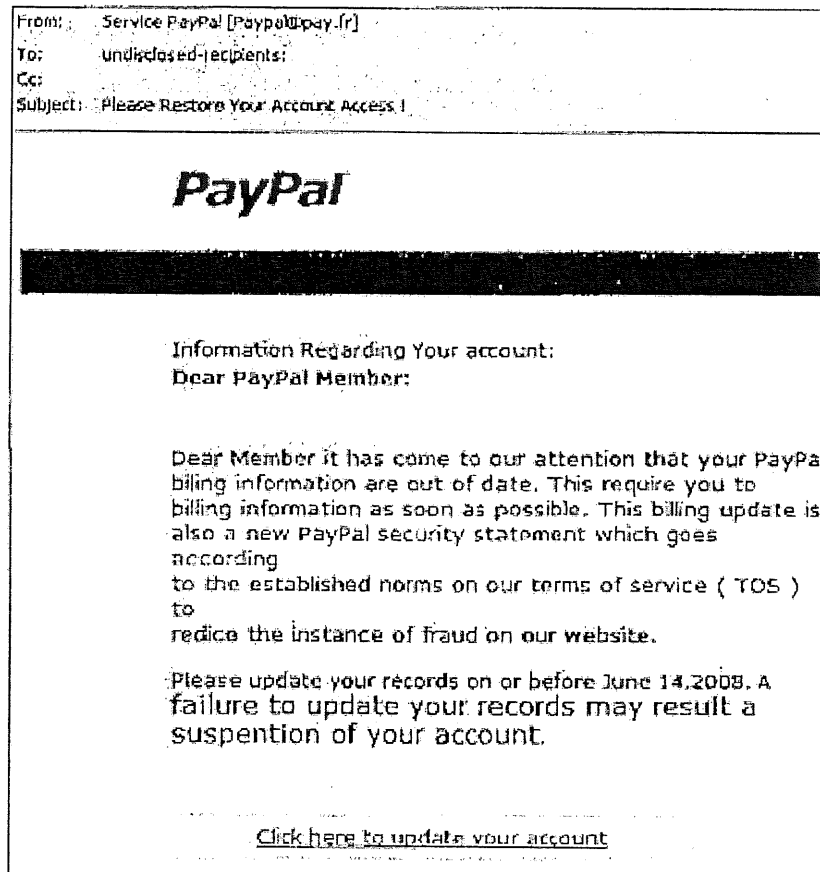 From: Service PayPal [Paypal@pay.fr]
To: undisclosed-recipients:
Cc:
Subject: Please Restore Your Account Access !
PayPal
Information Regarding Your account:
Dear PayPal Member:
Dear Member it has come to our attention that your PayPa
biling information are out of date. This require you to
billing information as soon as possible. This billing update is
also a new PayPal security statement which goes
according
to the established norms on our terms of service ( TOS )
to
redice the instance of fraud on our website.
Please update your records on or before June 14,2008. A
failure to update your records may result a
suspention of your account.
Click here to update your account